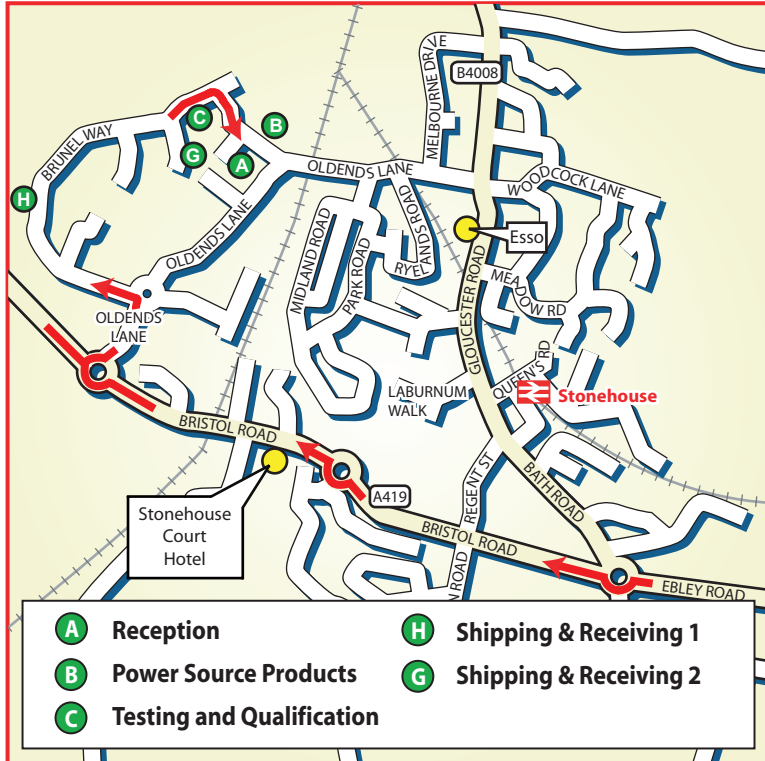 MELBOURNE DRIVE
B4008
C
B
BRUNEL WAY
G
A
OLDENDS LANE
WOODCOCK LANE
H
OLDENDS LANE
MIDLAND ROAD
PARK ROAD
RYELANDS ROAD
Esso
GLOUCESTER ROAD
MEADOW RD
OLDENDS
LANE
QUEEN'S RD
LABURNUM
WALK
Stonehouse
BRISTOL ROAD
REGENT ST
BATH ROAD
A419
Stonehouse
Court
Hotel
BRISTOL ROAD
N ROAD
EBLEY ROAD
A Reception
B Power Source Products
C Testing and Qualification
H Shipping & Receiving 1
G Shipping & Receiving 2